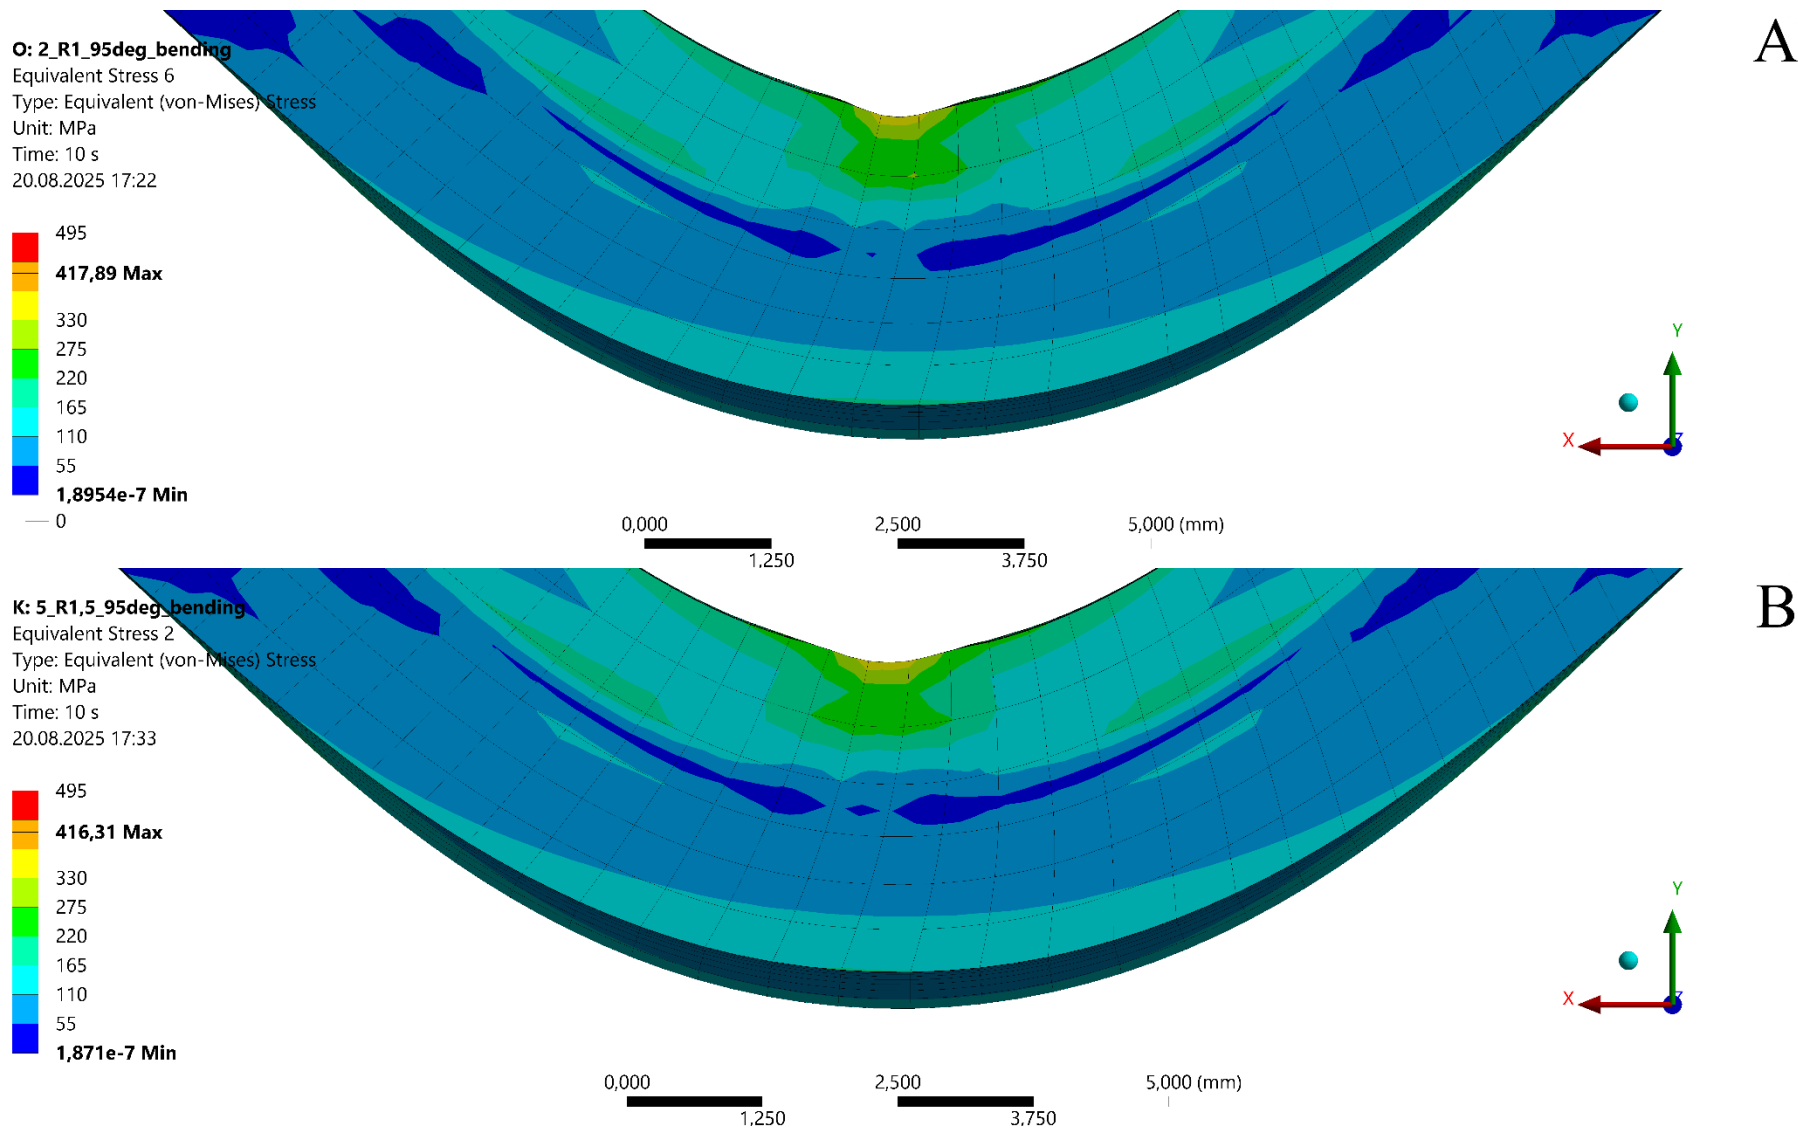 A
O: 2_R1_95deg_bending
Equivalent Stress 6
Type: Equivalent (von-Mises) Stress
Unit: MPa
Time: 10 s
20.08.2025 17:22
495
417,89 Max
330
275
220
165
110
55
1,8954e-7 Min
0
Y
X
Z
0,000 2,500 5,000 (mm)
1,250 3,750
B
K: 5_R1,5_95deg_bending
Equivalent Stress 2
Type: Equivalent (von-Mises) Stress
Unit: MPa
Time: 10 s
20.08.2025 17:33
495
416,31 Max
330
275
220
165
110
55
1,871e-7 Min
Y
X
Z
0,000 2,500 5,000 (mm)
1,250 3,750